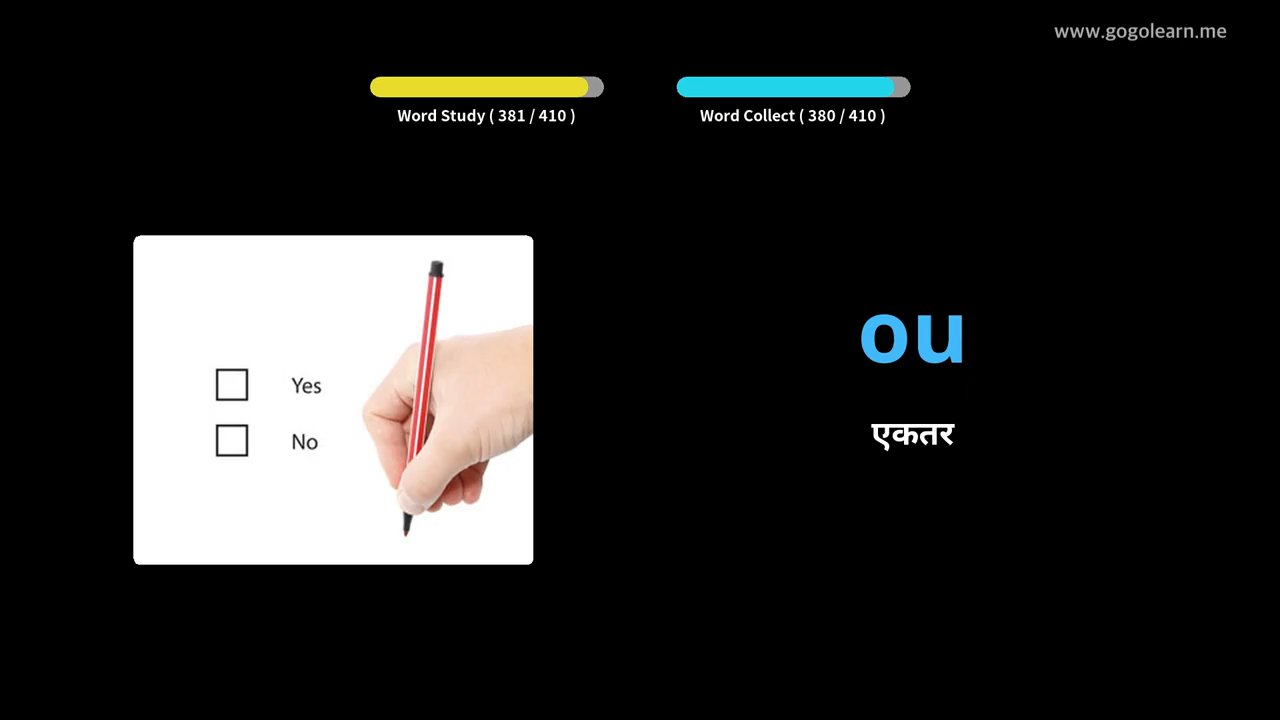 www.gogolearn.me
Word Study ( 381 / 410 )
Word Collect ( 380 / 410 )
Yes
No
ou
एकतर